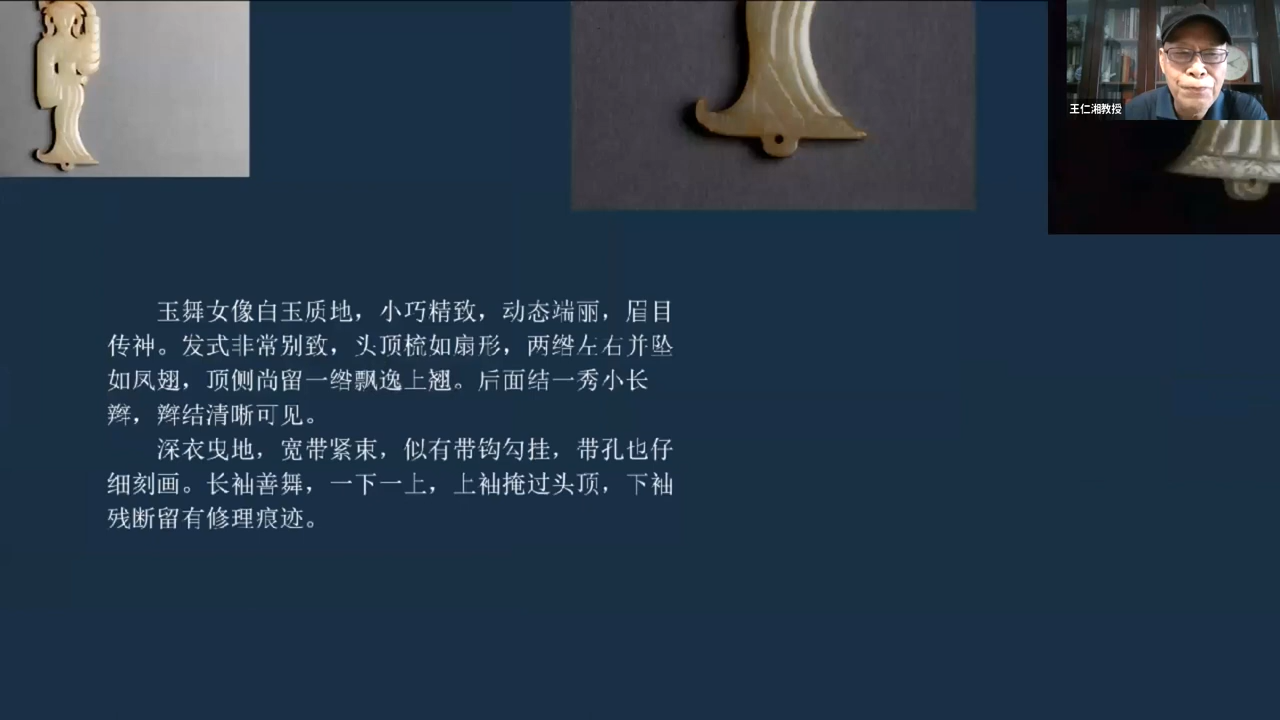 王仁湘教授
玉舞女像白玉质地，小巧精致，动态端丽，眉目
传神。发式非常别致，头顶梳如扇形，两绺左右并坠
如凤翅，顶侧尚留一绺飘逸上翘。后面结一秀小长
辫，辫结清晰可见。
深衣曳地，宽带紧束，似有带钩勾挂，带孔也仔
细刻画。长袖善舞，一下一上，上袖掩过头顶，下袖
残断留有修理痕迹。